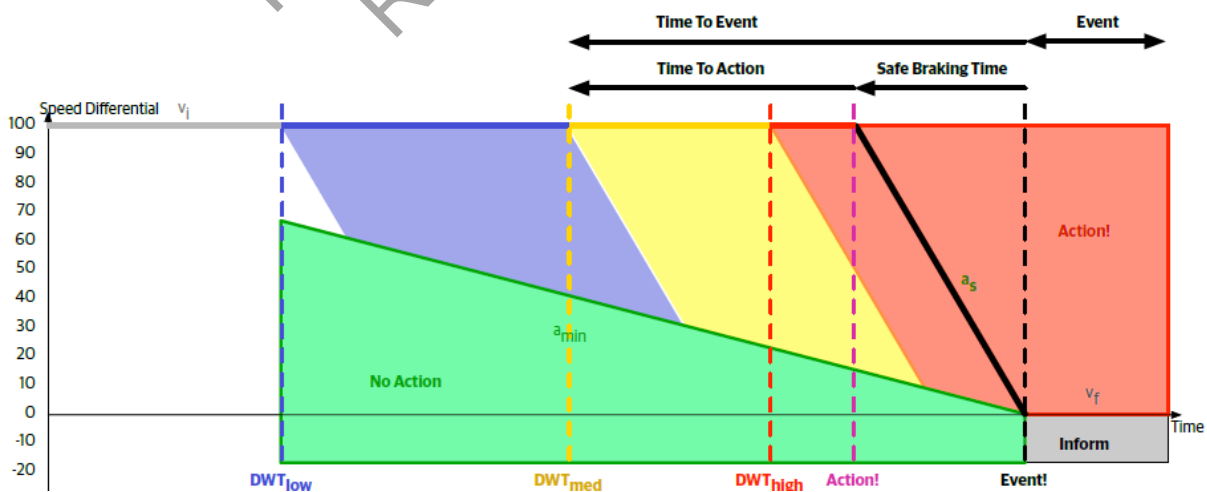 Time To Event
Event
Time To Action
Safe Braking Time
Speed Differential vi
100
90
80
70
60
50
40
30
20
10
0
-10
-20
Action!
as
amin
No Action
vf
Time
Inform
DWTlow
DWTmed
DWThigh
Action!
Event!